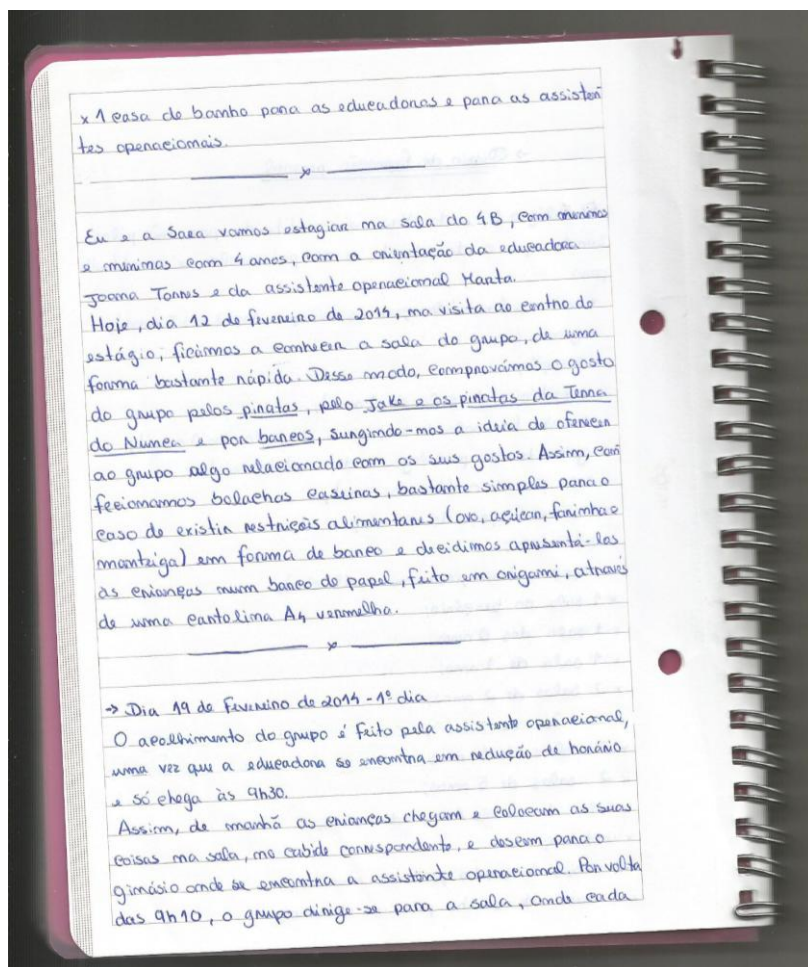 x 1 casa de banho para as educadoras e para as assisten
tes operacionais.
x
Eu e a Sara vamos estagiar na sala do 4B, com meninos
e meninas com 4 anos, com a orientação da educadora
Joana Torres e da assistente operacional Marta.
Hoje, dia 12 de fevereiro de 2014, na visita ao centro de
estágio, ficámos a conhecer a sala do grupo, de uma
forma bastante rápida. Desse modo, comprovámos o gosto
do grupo pelos piratas, pelo Jake e os piratas da Terra
do Nunca e por barcos, surgindo-nos a ideia de oferecer
ao grupo algo relacionado com os seus gostos. Assim, con
feccionamos bolachas caseiras, bastante simples para o
caso de existir restrições alimentares (ovo, açúcar, farinha e
manteiga) em forma de barco e decidimos apresentá-las
às crianças num barco de papel, feito em origami, através
de uma cartolina A4 vermelha.
x
→ Dia 19 de Fevereiro de 2014 - 1º dia
O acolhimento do grupo é feito pela assistente operacional,
uma vez que a educadora se encontra em redução de horário
e só chega às 9h30.
Assim, de manhã as crianças chegam e colocam as suas
coisas na sala, no cabide correspondente, e descem para o
ginásio onde se encontra a assistente operacional. Por volta
das 9h10, o grupo dirige-se para a sala, onde cada